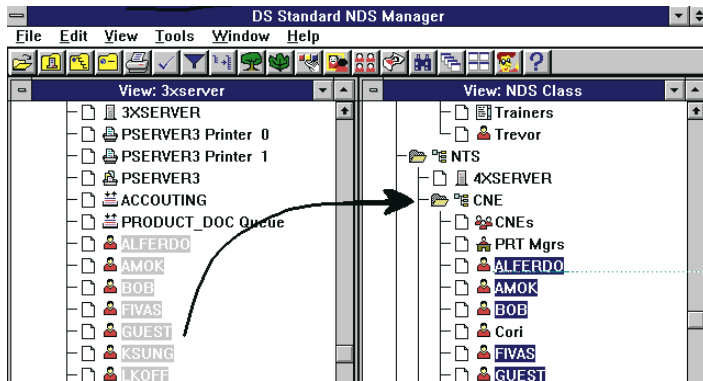 DS Standard NDS Manager
File Edit View Tools Window Help
View: 3xserver
3XSERVER
PSERVER3 Printer 0
PSERVER3 Printer 1
PSERVER3
ACCOUTING
PRODUCT_DOC Queue
ALFERDO
AMOK
BOB
FIVAS
GUEST
KSUNG
LKOFF
View: NDS Class
Trainers
Trevor
NTS
4XSERVER
CNE
CNEs
PRT Mgrs
ALFERDO
AMOK
BOB
Cori
FIVAS
GUEST